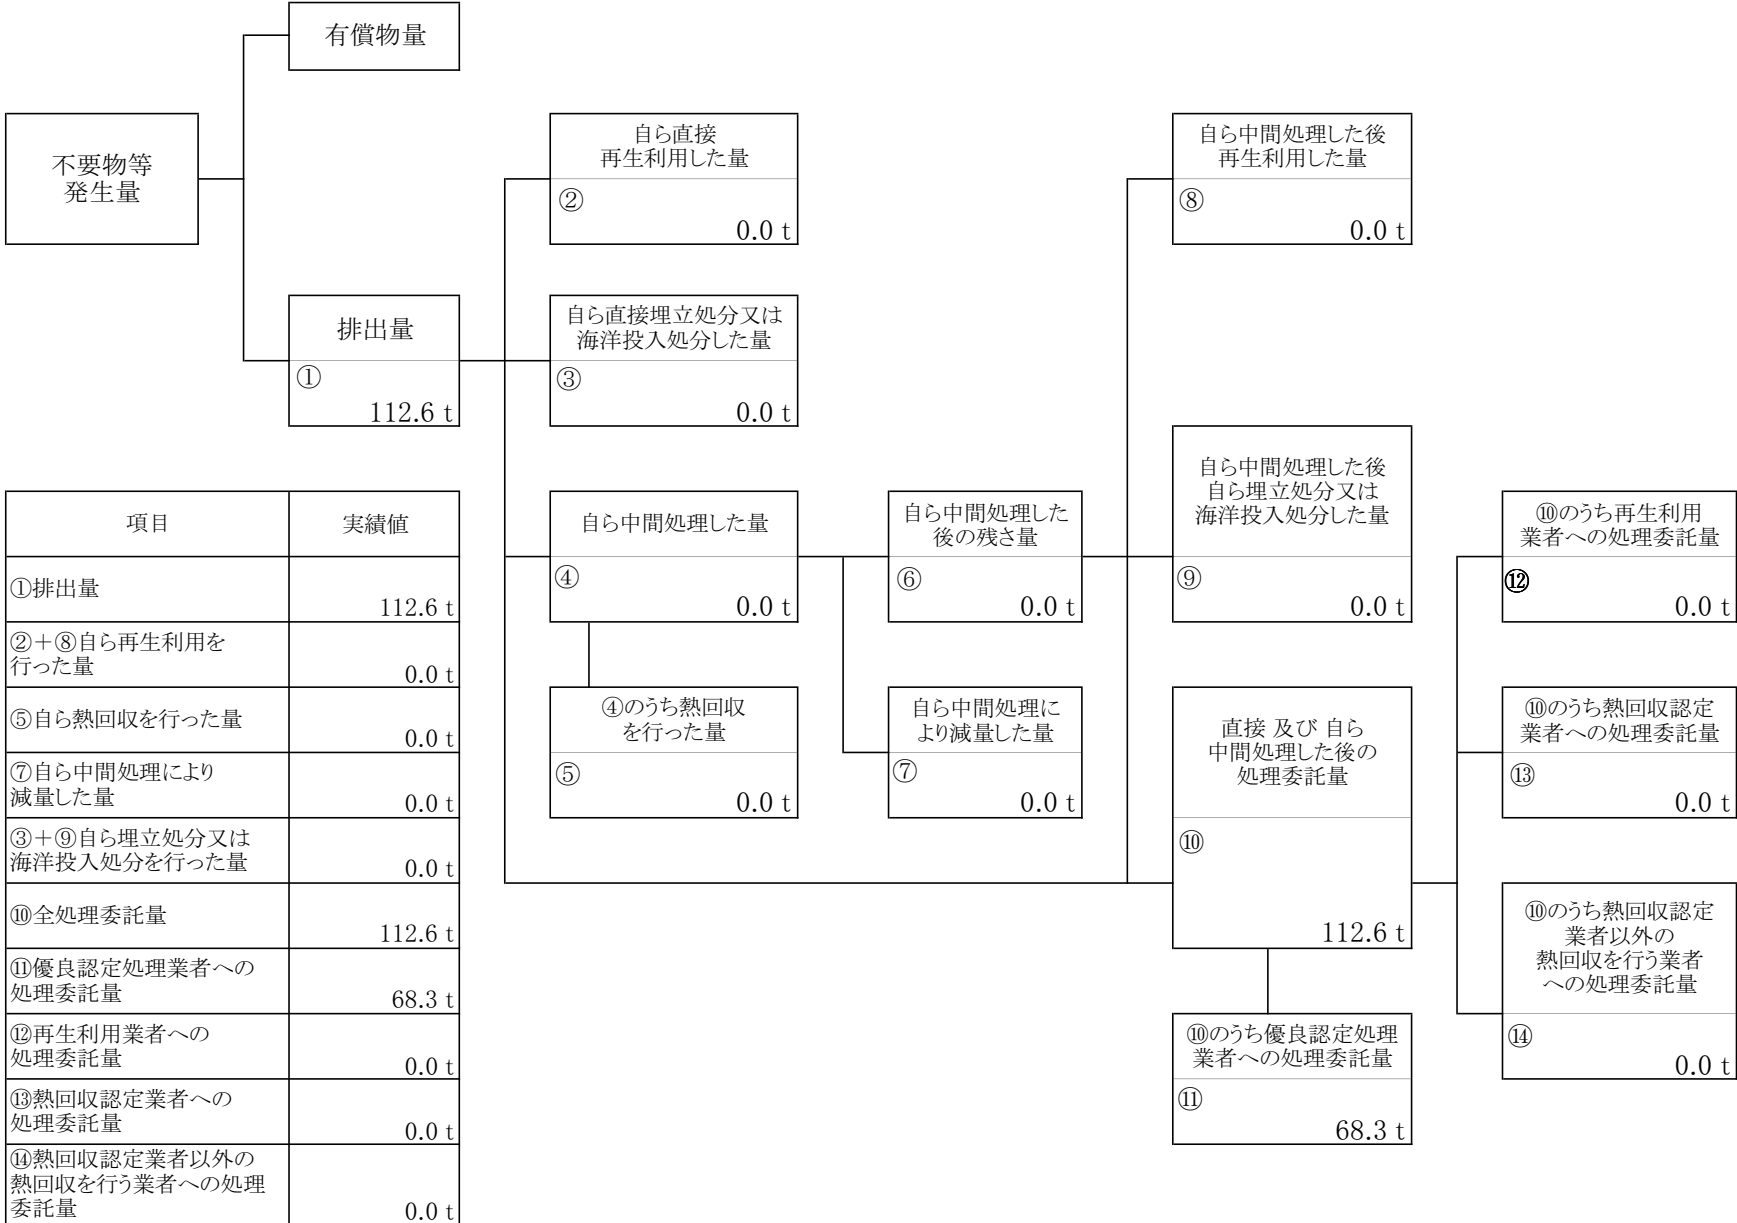 有償物量
不要物等
発生量
自ら直接
再生利用した量
②
0.0 t
自ら中間処理した後
再生利用した量
⑧
0.0 t
排出量
①
112.6 t
自ら直接埋立処分又は
海洋投入処分した量
③
0.0 t
自ら中間処理した量
④
0.0 t
自ら中間処理した
後の残さ量
⑥
0.0 t
自ら中間処理した後
自ら埋立処分又は
海洋投入処分した量
⑨
0.0 t
⑩のうち再生利用
業者への処理委託量
⑫
0.0 t
④のうち熱回収
を行った量
⑤
0.0 t
自ら中間処理に
より減量した量
⑦
0.0 t
直接 及び 自ら
中間処理した後の
処理委託量
⑩
112.6 t
⑩のうち熱回収認定
業者への処理委託量
⑬
0.0 t
⑩のうち熱回収認定
業者以外の
熱回収を行う業者
への処理委託量
⑭
0.0 t
⑩のうち優良認定処理
業者への処理委託量
⑪
68.3 t
項目 実績値
①排出量
112.6 t
②+⑧自ら再生利用を
行った量
0.0 t
⑤自ら熱回収を行った量
0.0 t
⑦自ら中間処理により
減量した量
0.0 t
③+⑨自ら埋立処分又は
海洋投入処分を行った量
0.0 t
⑩全処理委託量
112.6 t
⑪優良認定処理業者への
処理委託量
68.3 t
⑫再生利用業者への
処理委託量
0.0 t
⑬熱回収認定業者への
処理委託量
0.0 t
⑭熱回収認定業者以外の
熱回収を行う業者への処理
委託量
0.0 t